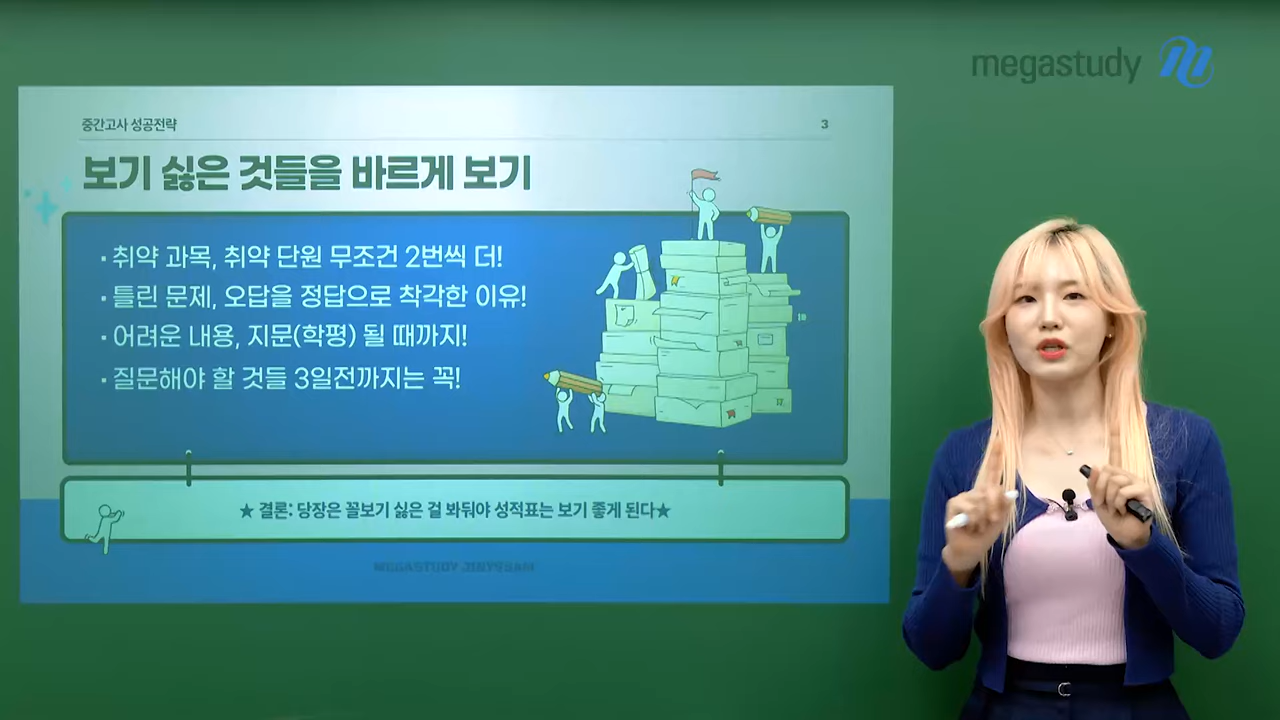 megastudy
중간고사 성공전략
3
보기 싫은 것들을 바르게 보기
· 취약 과목, 취약 단원 무조건 2번씩 더!
· 틀린 문제, 오답을 정답으로 착각한 이유!
· 어려운 내용, 지문(학평) 될 때까지!
· 질문해야 할 것들 3일전까지는 꼭!
★ 결론: 당장은 꼴보기 싫은 걸 봐둬야 성적표는 보기 좋게 된다★